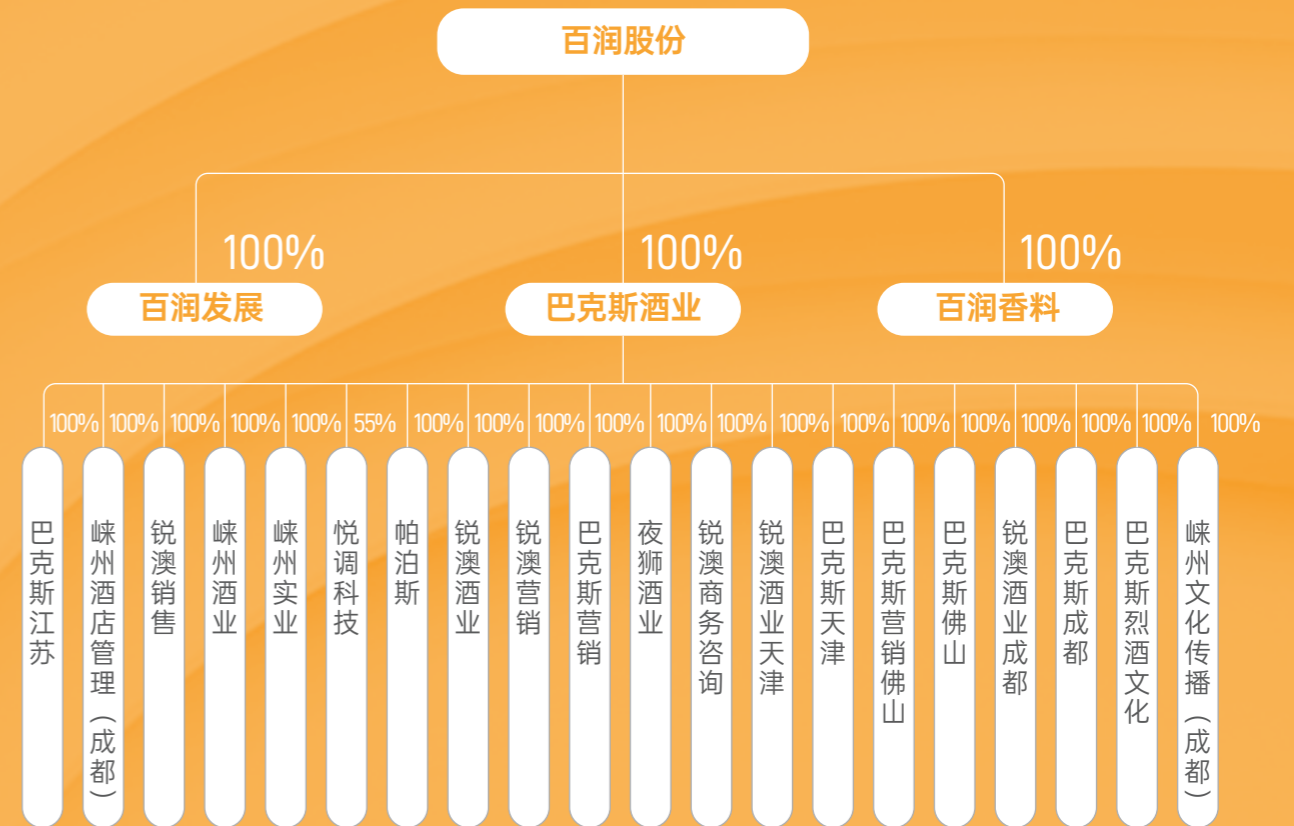 百润股份
100%
100%
100%
百润发展
巴克斯酒业
百润香料
100% 100% 100% 100% 100% 55% 100% 100% 100% 100% 100% 100% 100% 100% 100% 100% 100% 100% 100% 100%
巴克斯江苏
崃州酒店管理（成都）
锐澳销售
崃州酒业
崃州实业
悦调科技
帕泊斯
锐澳酒业
锐澳营销
巴克斯营销
夜狮酒业
锐澳商务咨询
锐澳酒业天津
巴克斯天津
巴克斯营销佛山
巴克斯佛山
锐澳酒业成都
巴克斯成都
巴克斯烈酒文化
崃州文化传播（成都）